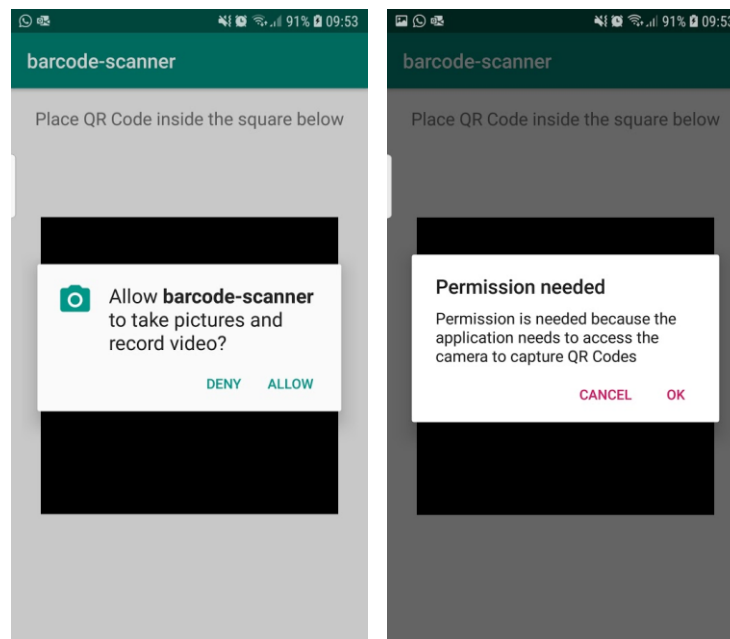 91% 09:53
barcode-scanner
Place QR Code inside the square below
Allow barcode-scanner
to take pictures and
record video?
DENY ALLOW
91% 09:53
barcode-scanner
Place QR Code inside the square below
Permission needed
Permission is needed because the
application needs to access the
camera to capture QR Codes
CANCEL OK